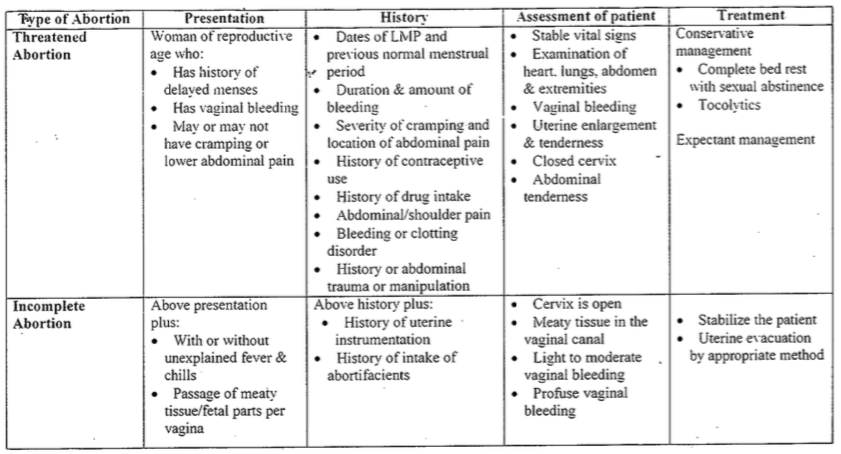 Type of Abortion
Presentation
History
Assessment of patient
Treatment
Threatened
Abortion
Woman of reproductive
age who:
• Has history of
delayed menses
• Has vaginal bleeding
• May or may not
have cramping or
lower abdominal pain
• Dates of LMP and
previous normal menstrual
period
• Duration & amount of
bleeding
• Severity of cramping and
location of abdominal pain
• History of contraceptive
use
• History of drug intake
• Abdominal/shoulder pain
• Bleeding or clotting
disorder
• History or abdominal
trauma or manipulation
• Stable vital signs
• Examination of
heart. lungs, abdomen
& extremities
• Vaginal bleeding
• Uterine enlargement
& tenderness
• Closed cervix
• Abdominal
tenderness
Conservative
management
• Complete bed rest
with sexual abstinence
• Tocolytics
Expectant management
Incomplete
Abortion
Above presentation
plus:
• With or without
unexplained fever &
chills
• Passage of meaty
tissue/fetal parts per
vagina
Above history plus:
• History of uterine
instrumentation
• History of intake of
abortifacients
• Cervix is open
• Meaty tissue in the
vaginal canal
• Light to moderate
vaginal bleeding
• Profuse vaginal
bleeding
• Stabilize the patient
• Uterine evacuation
by appropriate method